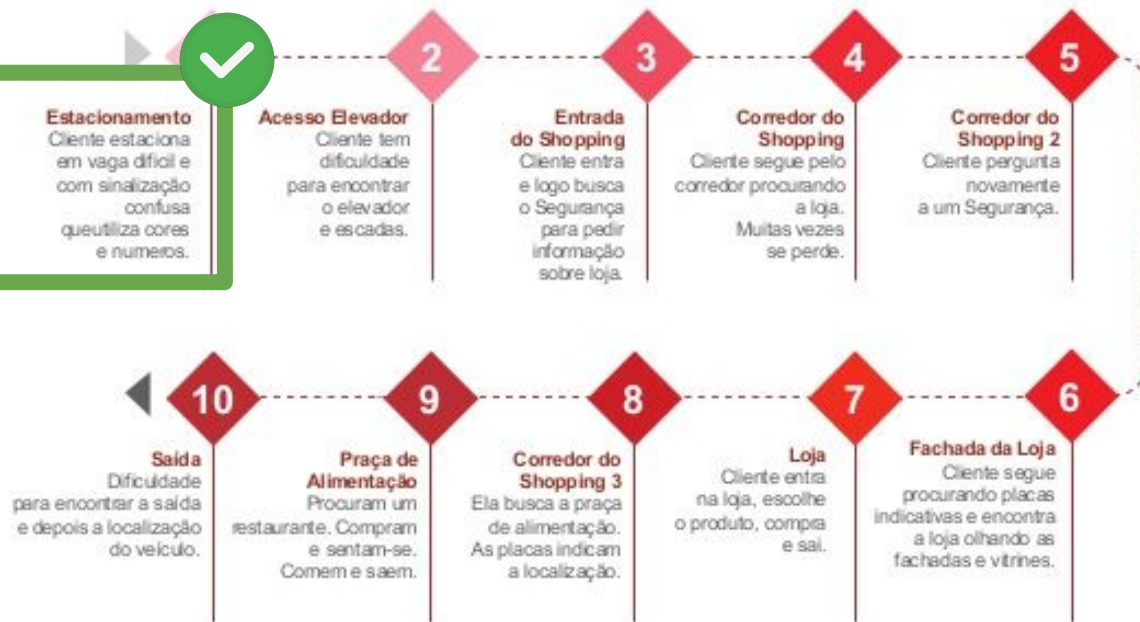 2
3
4
5
Estacionamento
Cliente estaciona
em vaga dificil e
com sinalização
confusa
queutiliza cores
e numeros.
Acesso Elevador
Cliente tem
dificuldade
para encontrar
o elevador
e escadas.
Entrada
do Shopping
Cliente entra
e logo busca
o Segurança
para pedir
informação
sobre loja.
Corredor do
Shopping
Cliente segue pelo
corredor procurando
a loja.
Muitas vezes
se perde.
Corredor do
Shopping 2
Cliente pergunta
novamente
a um Segurança.
10
9
8
7
6
Saída
Dificuldade
para encontrar a saída
e depois a localização
do veículo.
Praça de
Alimentação
Procuram um
restaurante. Compram
e sentam-se.
Comem e saem.
Corredor do
Shopping 3
Ela busca a praça
de alimentação.
As placas indicam
a localização.
Loja
Cliente entra
na loja, escolhe
o produto, compra
e sai.
Fachada da Loja
Cliente segue
procurando placas
indicativas e encontra
a loja olhando as
fachadas e vitrines.